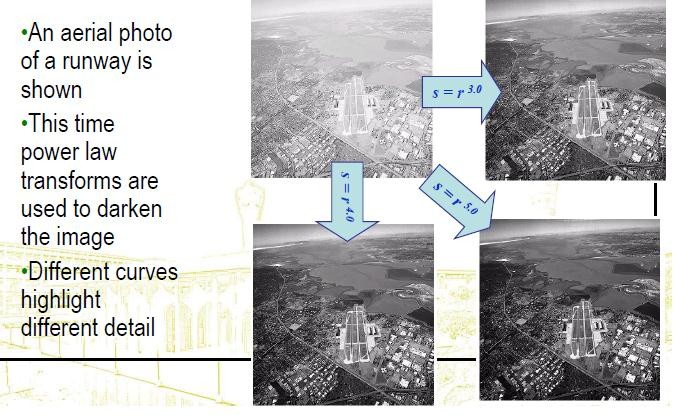 •An aerial photo
of a runway is
shown
•This time
power law
transforms are
used to darken
the image
•Different curves
highlight
different detail
s = r 3.0
s = r 4.0
s = r 5.0